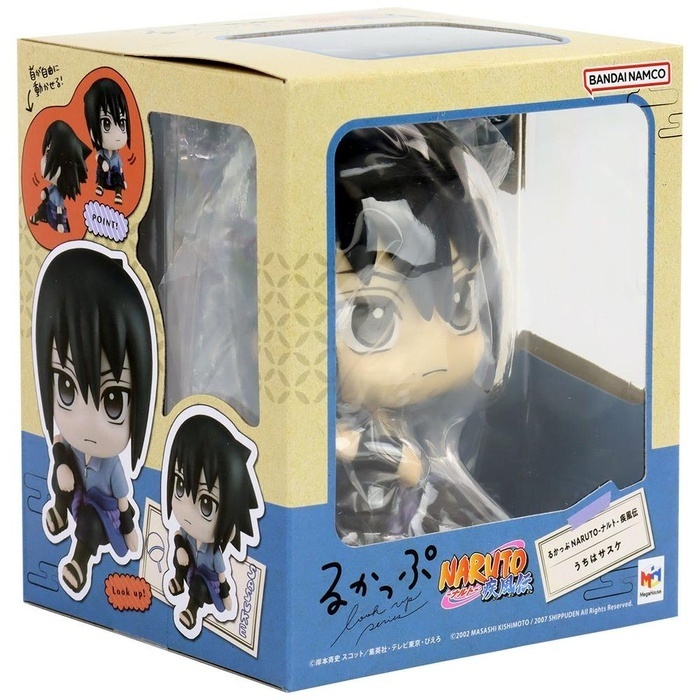 首が自由に
動かせる!
POINT!
Look up!
BANDAI NAMCO
るかっぷ
look up
series
NARUTO
-ナルト-
疾風伝
るかっぷ NARUTO-ナルト- 疾風伝
うちはサスケ
MegaHouse
©岸本斉史 スコット/集英社・テレビ東京・ぴえろ
©2002 MASASHI KISHIMOTO / 2007 SHIPPUDEN All Rights Reserved.